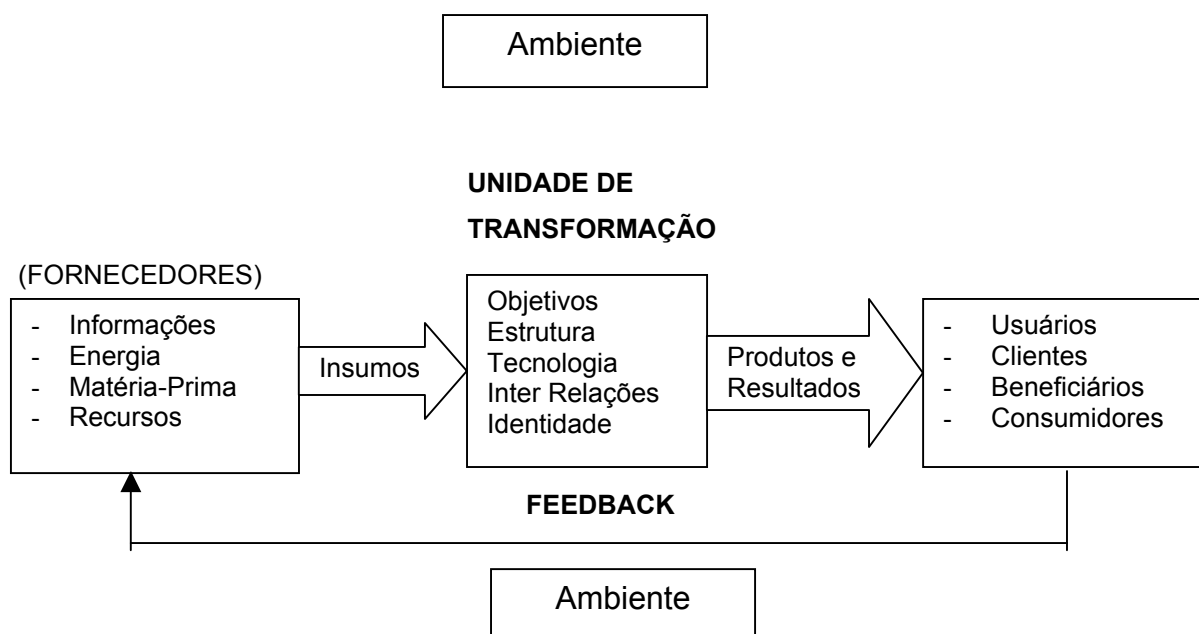 Ambiente
UNIDADE DE
TRANSFORMAÇÃO
(FORNECEDORES)
- Informações
- Energia
- Matéria-Prima
- Recursos
Insumos
Objetivos
Estrutura
Tecnologia
Inter Relações
Identidade
Produtos e
Resultados
- Usuários
- Clientes
- Beneficiários
- Consumidores
FEEDBACK
Ambiente